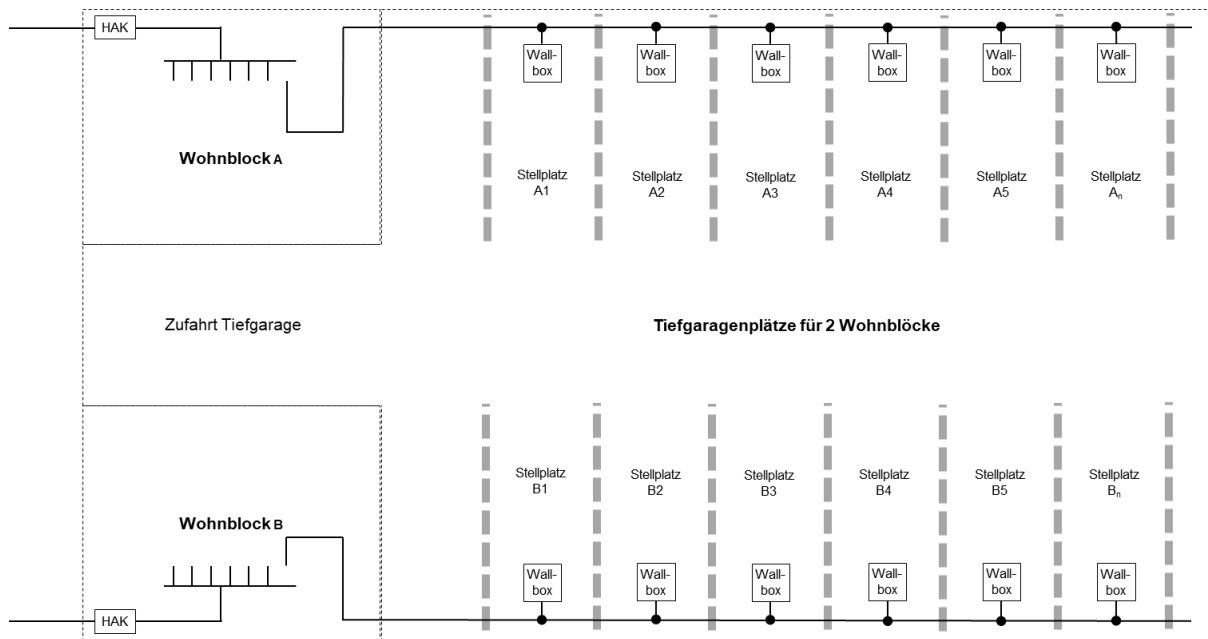 HAK
Wall-
box
Wall-
box
Wall-
box
Wall-
box
Wall-
box
Wall-
box
Wohnblock A
Stellplatz
A1
Stellplatz
A2
Stellplatz
A3
Stellplatz
A4
Stellplatz
A5
Stellplatz
Aₙ
Zufahrt Tiefgarage
Tiefgaragenplätze für 2 Wohnblöcke
Stellplatz
B1
Stellplatz
B2
Stellplatz
B3
Stellplatz
B4
Stellplatz
B5
Stellplatz
Bₙ
Wohnblock B
Wall-
box
Wall-
box
Wall-
box
Wall-
box
Wall-
box
Wall-
box
HAK